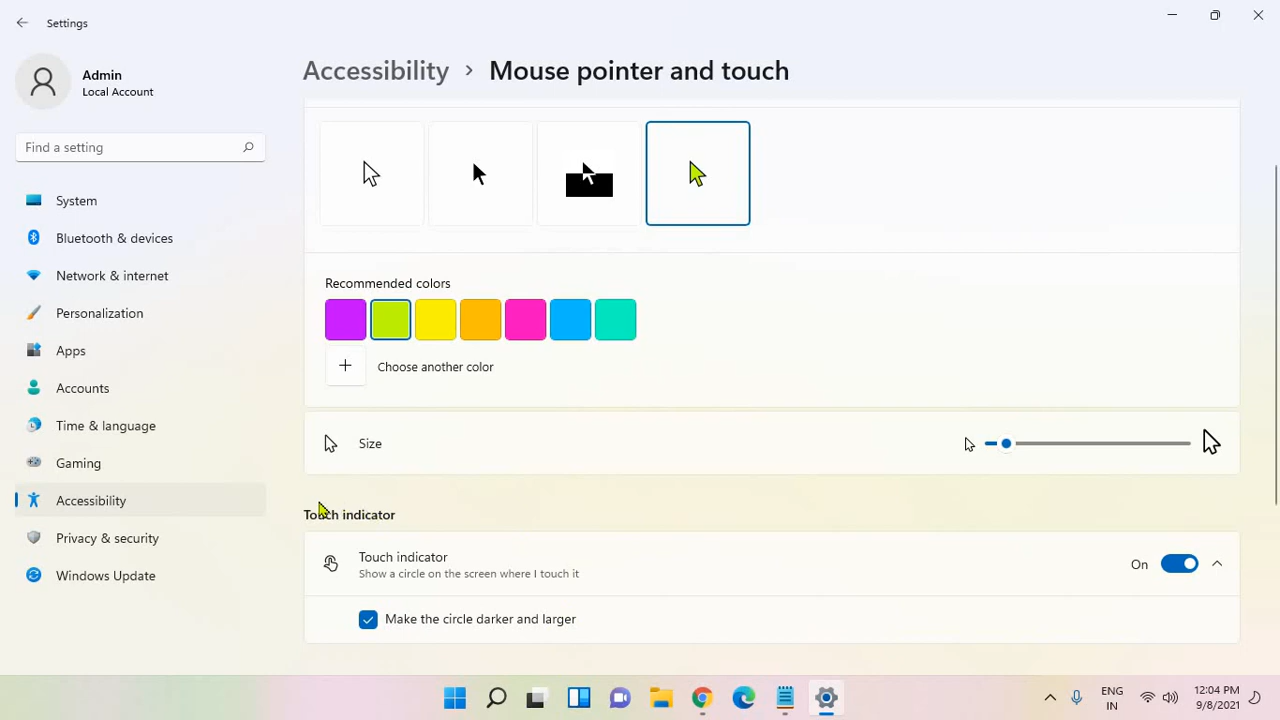 Settings
Admin
Local Account
Find a setting
System
Bluetooth & devices
Network & internet
Personalization
Apps
Accounts
Time & language
Gaming
Accessibility
Privacy & security
Windows Update
Accessibility > Mouse pointer and touch
Recommended colors
Choose another color
Size
Touch indicator
Touch indicator
Show a circle on the screen where I touch it
On
Make the circle darker and larger
ENG
IN
12:04 PM
9/8/2021